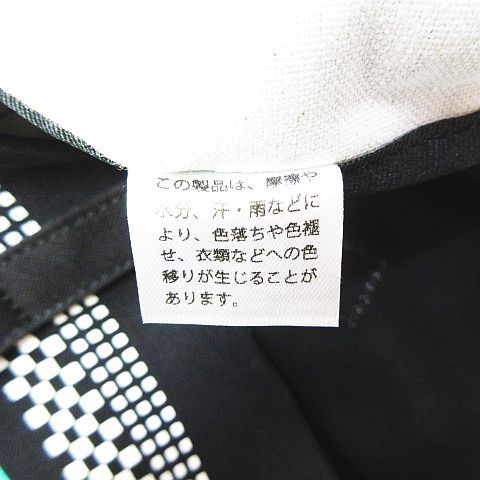 この製品は、摩擦や
水分、汗・雨などに
より、色落ちや色褪
せ、衣類などへの色
移りが生じることが
あります。